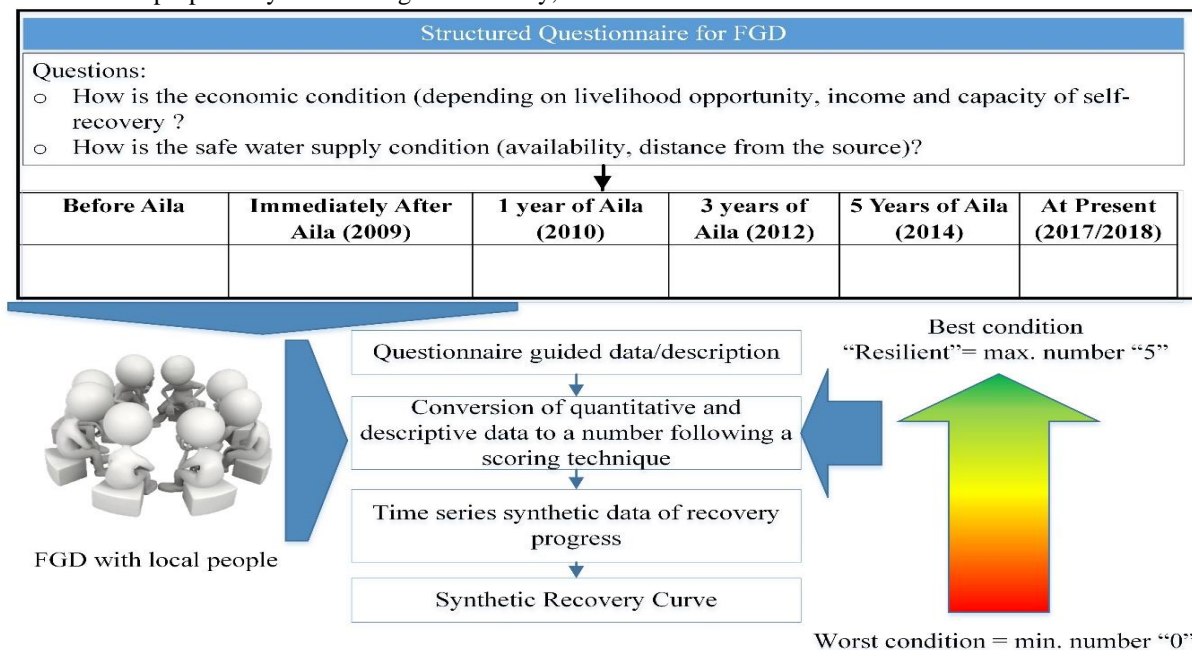 Structured Questionnaire for FGD
Questions:
o How is the economic condition (depending on livelihood opportunity, income and capacity of self-
recovery ?
o How is the safe water supply condition (availability, distance from the source)?
Before Aila
Immediately After
Aila (2009)
1 year of Aila
(2010)
3 years of
Aila (2012)
5 Years of Aila
(2014)
At Present
(2017/2018)
Questionnaire guided data/description
Conversion of quantitative and
descriptive data to a number following a
scoring technique
Time series synthetic data of recovery
progress
Synthetic Recovery Curve
FGD with local people
Best condition
“Resilient”= max. number “5”
Worst condition = min. number “0”